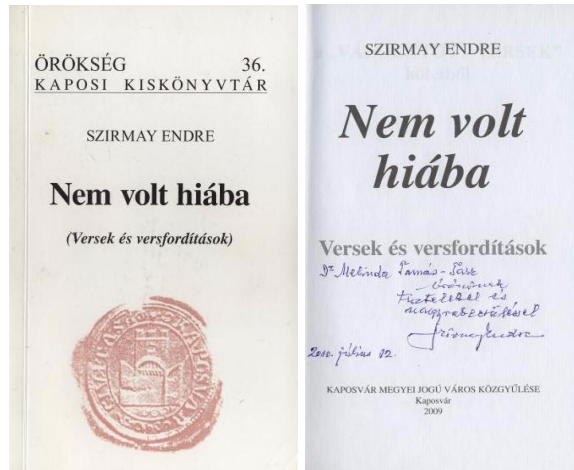 ÖRÖKSÉG 36.
KAPOSI KISKÖNYVTÁR
SZIRMAY ENDRE
Nem volt hiába
(Versek és versfordítások)
SZIRMAY ENDRE
Nem volt
hiába
Versek és versfordítások
Dr Melinda Tamás-
Tisztelettel és
nagyrabecsüléssel
Szirmay Endre
2010. július 12.
KAPOSVÁR MEGYEI JOGÚ VÁROS KÖZGYŰLÉSE
Kaposvár
2009